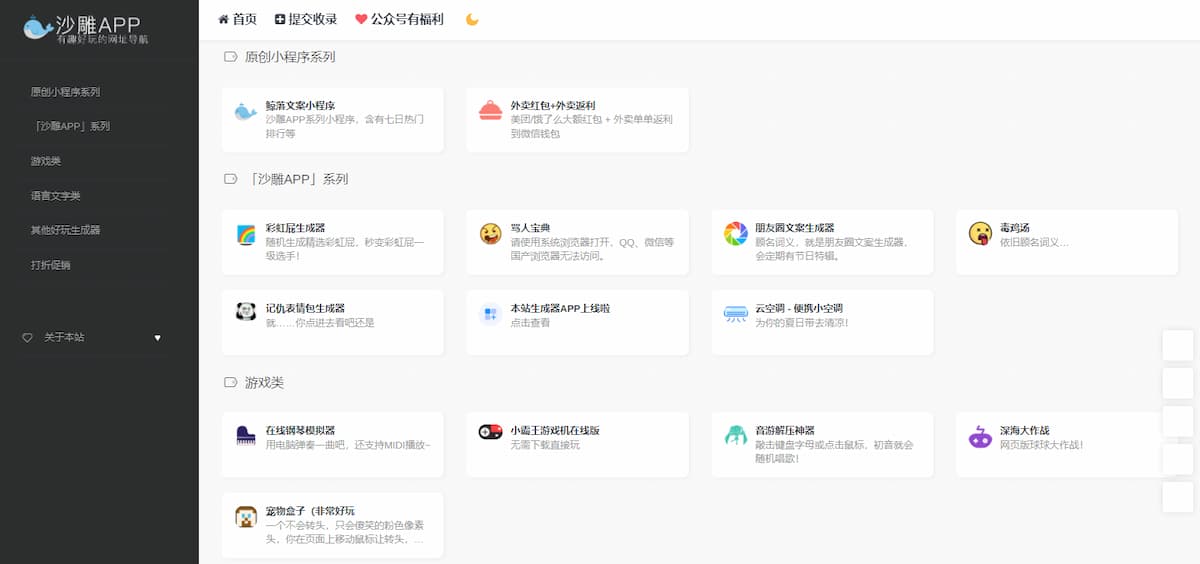 沙雕APP
有趣好玩的网址导航
首页
提交收录
公众号有福利
原创小程序系列
「沙雕APP」系列
游戏类
语言文字类
其他好玩生成器
打折促销
关于本站
原创小程序系列
鲸落文案小程序
沙雕APP系列小程序，含有七日热门
排行等
外卖红包+外卖返利
美团/饿了么大额红包 + 外卖单单返利
到微信钱包
「沙雕APP」系列
彩虹屁生成器
随机生成精选彩虹屁，秒变彩虹屁一
级选手！
骂人宝典
请使用系统浏览器打开，QQ、微信等
国产浏览器无法访问。
朋友圈文案生成器
顾名词义，就是朋友圈文案生成器，
会定期有节日特辑。
毒鸡汤
依旧顾名词义…
记仇表情包生成器
就……你点进去看吧还是
本站生成器APP上线啦
点击查看
云空调 - 便携小空调
为你的夏日带去清凉！
游戏类
在线钢琴模拟器
用电脑弹奏一曲吧，还支持MIDI播放~
小霸王游戏机在线版
无需下载直接玩
音游解压神器
敲击键盘字母或点击鼠标，初音就会
随机唱歌！
深海大作战
网页版球球大作战！
宠物盒子（非常好玩
一个不会转头，只会傻笑的粉色像素
头，你在页面上移动鼠标让转头，…